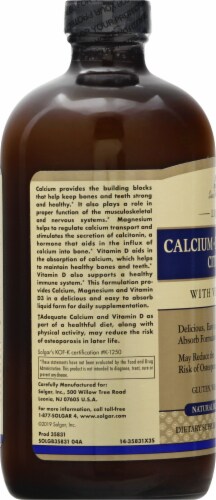 Calcium provides the building blocks
that help keep bones and teeth strong
and healthy.* It also plays a role in
proper function of the musculoskeletal
and nervous systems.* Magnesium
helps to regulate calcium transport and
stimulates the secretion of calcitonin, a
hormone that aids in the influx of
calcium into bone.* Vitamin D aids in
the absorption of calcium, which helps
to maintain healthy bones and teeth.*
Vitamin D also supports a healthy
immune system.* This formulation pro-
vides Calcium, Magnesium and Vitamin
D3 in a delicious and easy to absorb
liquid form for daily supplementation.
‡Adequate Calcium and Vitamin D as
part of a healthful diet, along with
physical activity, may reduce the risk
of osteoporosis in later life.
Solgar's KOF-K certification #K-1250
*These statements have not been evaluated by the Food and Drug
Administration. This product is not intended to diagnose, treat, cure or
prevent any disease.
Carefully Manufactured for:
Solgar, Inc., 500 Willow Tree Road
Leonia, NJ 07605 U.S.A.
For more information, call toll-free
1-877-SOLGAR 4. www.solgar.com
©2019 Solgar, Inc.
Prod 35831
SOLGB35831 04A
CALCIUM
CI
WITH
Delicious, Ea
Absorb Formula
May Reduce
Risk of Osteo
GLUTEN
NATURAL
DIETARY SUPPLEM